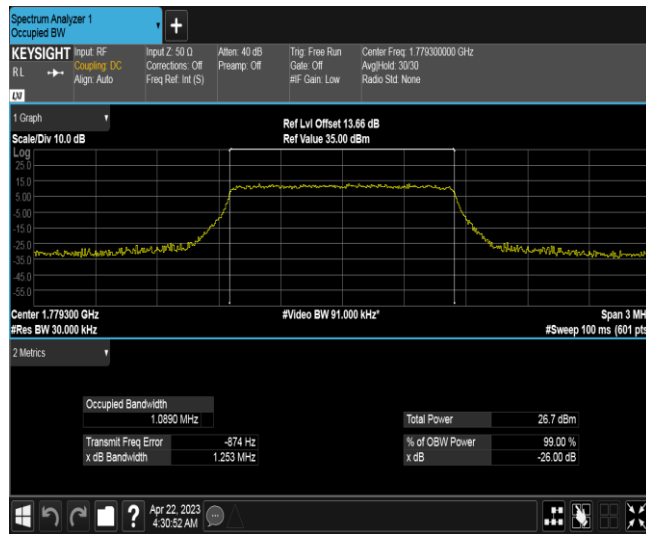 Spectrum Analyzer 1
Occupied BW
+
KEYSIGHT Input: RF Input Z: 50 Ω Atten: 40 dB Trig: Free Run Center Freq: 1.779300000 GHz
RL Coupling: DC Corrections: Off Preamp: Off Gate: Off Avg|Hold: 30/30
Align: Auto Freq Ref: Int (S) #IF Gain: Low Radio Std: None
LXI
1 Graph Ref Lvl Offset 13.66 dB
Scale/Div 10.0 dB Ref Value 35.00 dBm
Log
25.0
15.0
5.00
-5.00
-15.0
-25.0
-35.0
-45.0
-55.0
Center 1.779300 GHz #Video BW 91.000 kHz* Span 3 MH
#Res BW 30.000 kHz #Sweep 100 ms (601 pts
2 Metrics
Occupied Bandwidth
1.0890 MHz Total Power 26.7 dBm
Transmit Freq Error -874 Hz % of OBW Power 99.00 %
x dB Bandwidth 1.253 MHz x dB -26.00 dB
? Apr 22, 2023
4:30:52 AM